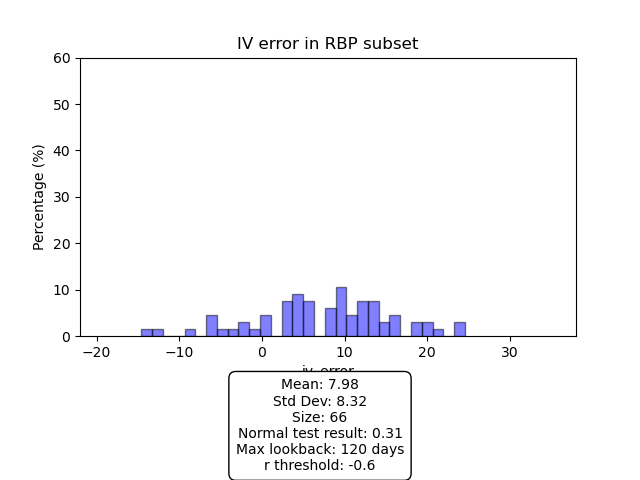 IV error in RBP subset
Percentage (%)
60
50
40
30
20
10
0
−20 −10 0 10 20 30
iv_error
Mean: 7.98
Std Dev: 8.32
Size: 66
Normal test result: 0.31
Max lookback: 120 days
r threshold: -0.6